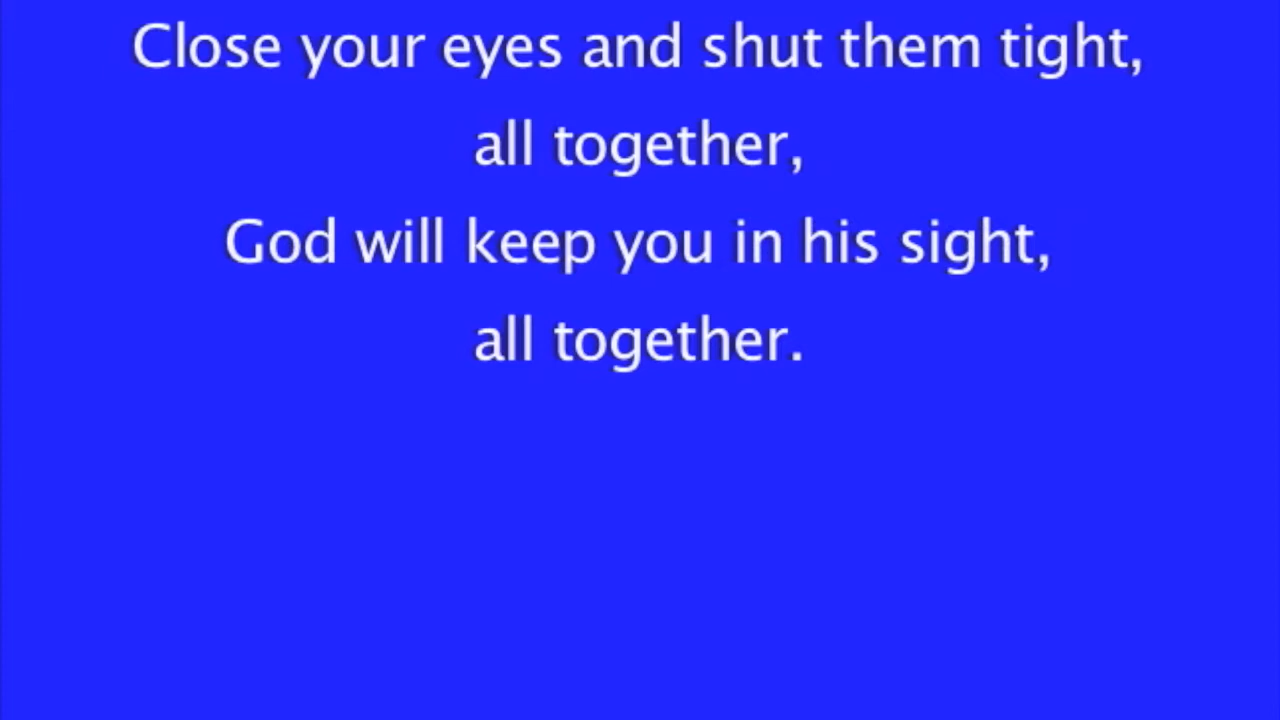 Close your eyes and shut them tight,
all together,
God will keep you in his sight,
all together.